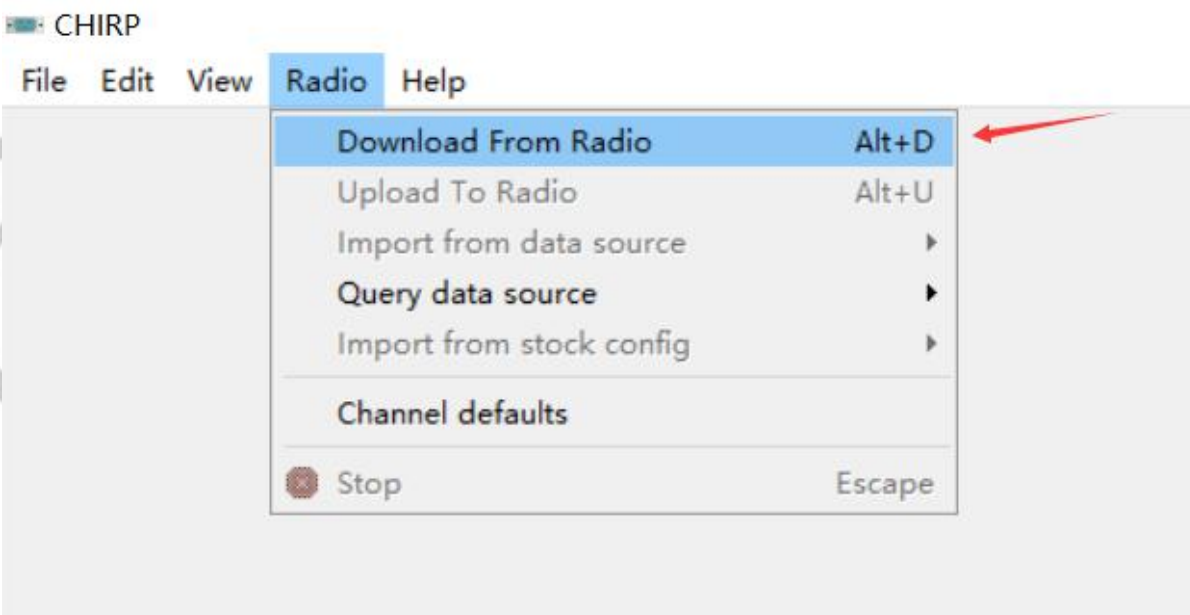 CHIRP
File Edit View Radio Help
Download From Radio Alt+D
Upload To Radio Alt+U
Import from data source
Query data source
Import from stock config
Channel defaults
Stop Escape